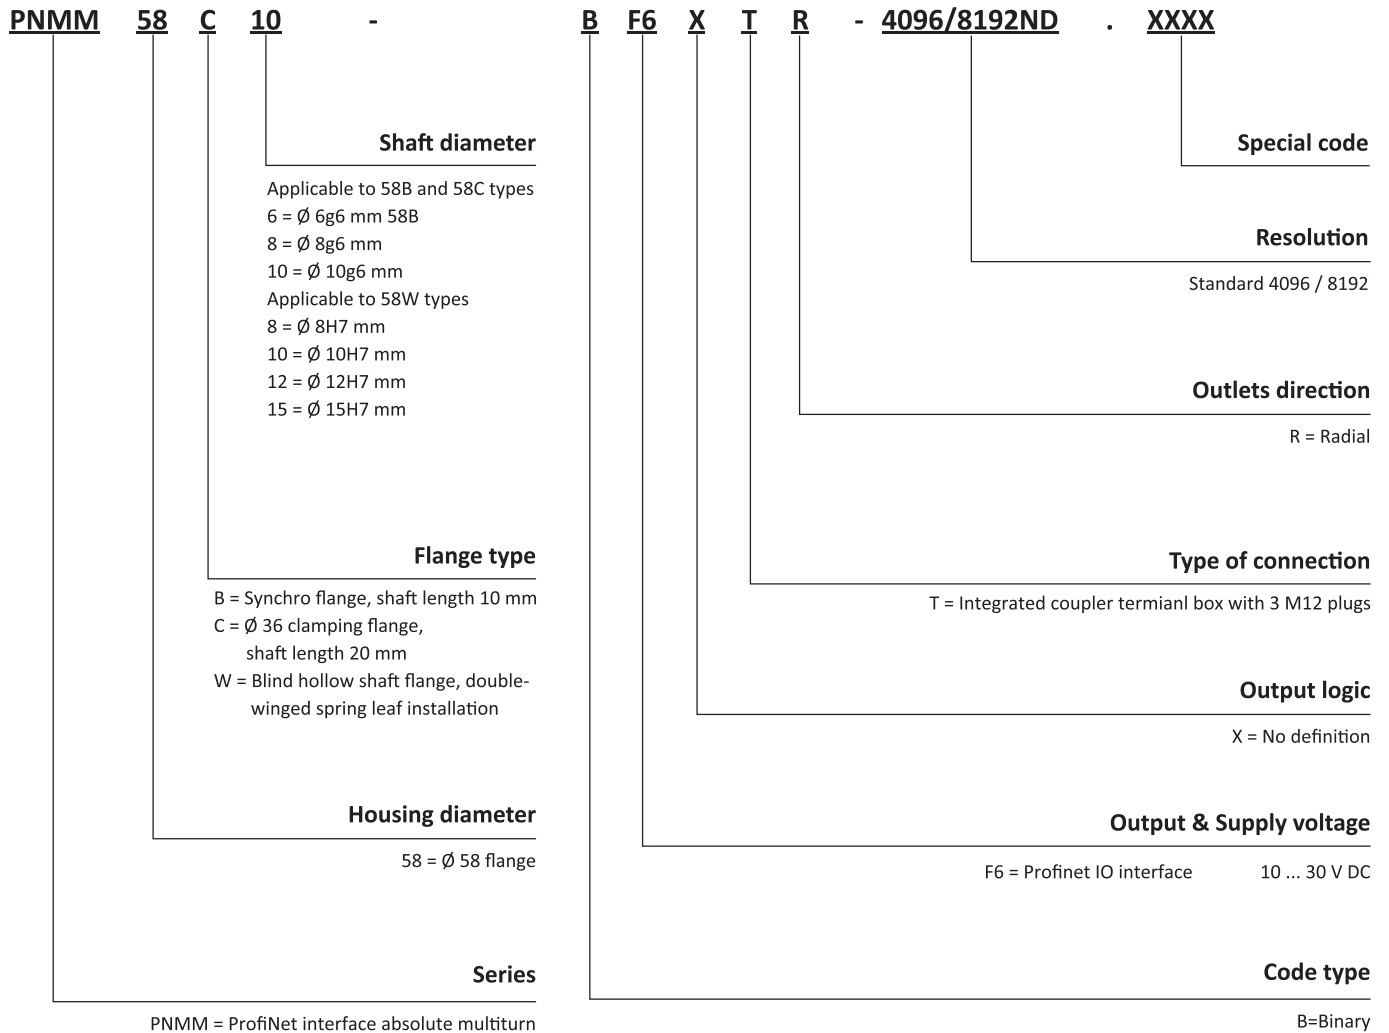 PNMM 58 C 10 - B F6 X T R - 4096/8192ND . XXXX
Shaft diameter
Applicable to 58B and 58C types
6 = Ø 6g6 mm 58B
8 = Ø 8g6 mm
10 = Ø 10g6 mm
Applicable to 58W types
8 = Ø 8H7 mm
10 = Ø 10H7 mm
12 = Ø 12H7 mm
15 = Ø 15H7 mm
Flange type
B = Synchro flange, shaft length 10 mm
C = Ø 36 clamping flange,
shaft length 20 mm
W = Blind hollow shaft flange, double-
winged spring leaf installation
Housing diameter
58 = Ø 58 flange
Series
PNMM = ProfiNet interface absolute multiturn
Special code
Resolution
Standard 4096 / 8192
Outlets direction
R = Radial
Type of connection
T = Integrated coupler termianl box with 3 M12 plugs
Output logic
X = No definition
Output & Supply voltage
F6 = Profinet IO interface 10 ... 30 V DC
Code type
B=Binary